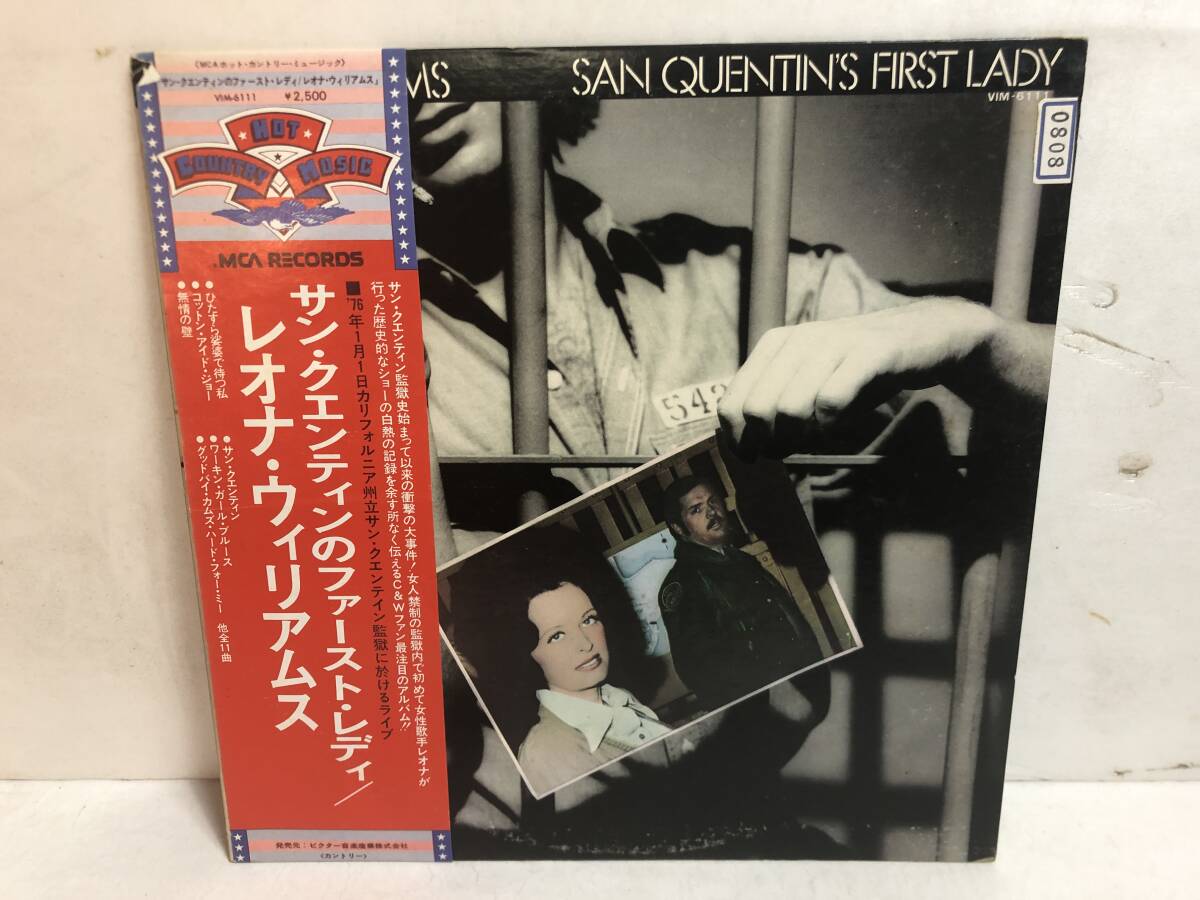 《MCAホット・カントリー・ミュージック》
サン・クエンティンのファースト・レディ/レオナ・ウィリアムス」
VIM-6111 ¥2,500
HOT
COUNTRY MUSIC
MCA RECORDS
サン・クエンティン監獄史始まって以来の衝撃の大事件!女人禁制の監獄内で初めて女性歌手レオナが
行った歴史的なショーの白熱の記録を余す所なく伝えるC&Wファン最注目のアルバム!!
■'76年1月1日カリフォルニア州立サン・クエンテイン監獄に於けるライブ
サン・クエンティンのファースト・レディ/
レオナ・ウィリアムス
●ひたすら娑婆で待つ私
●コットン・アイド・ジョー
●無情の壁
●サン・クエンティン
●ワーキン・ガール・ブルース
●グッドバイ・カムズ・ハード・フォー・ミー 他全11曲
発売元:ビクター音楽産業株式会社
《カントリー》
MS SAN QUENTIN'S FIRST LADY
VIM-6111
0808
542